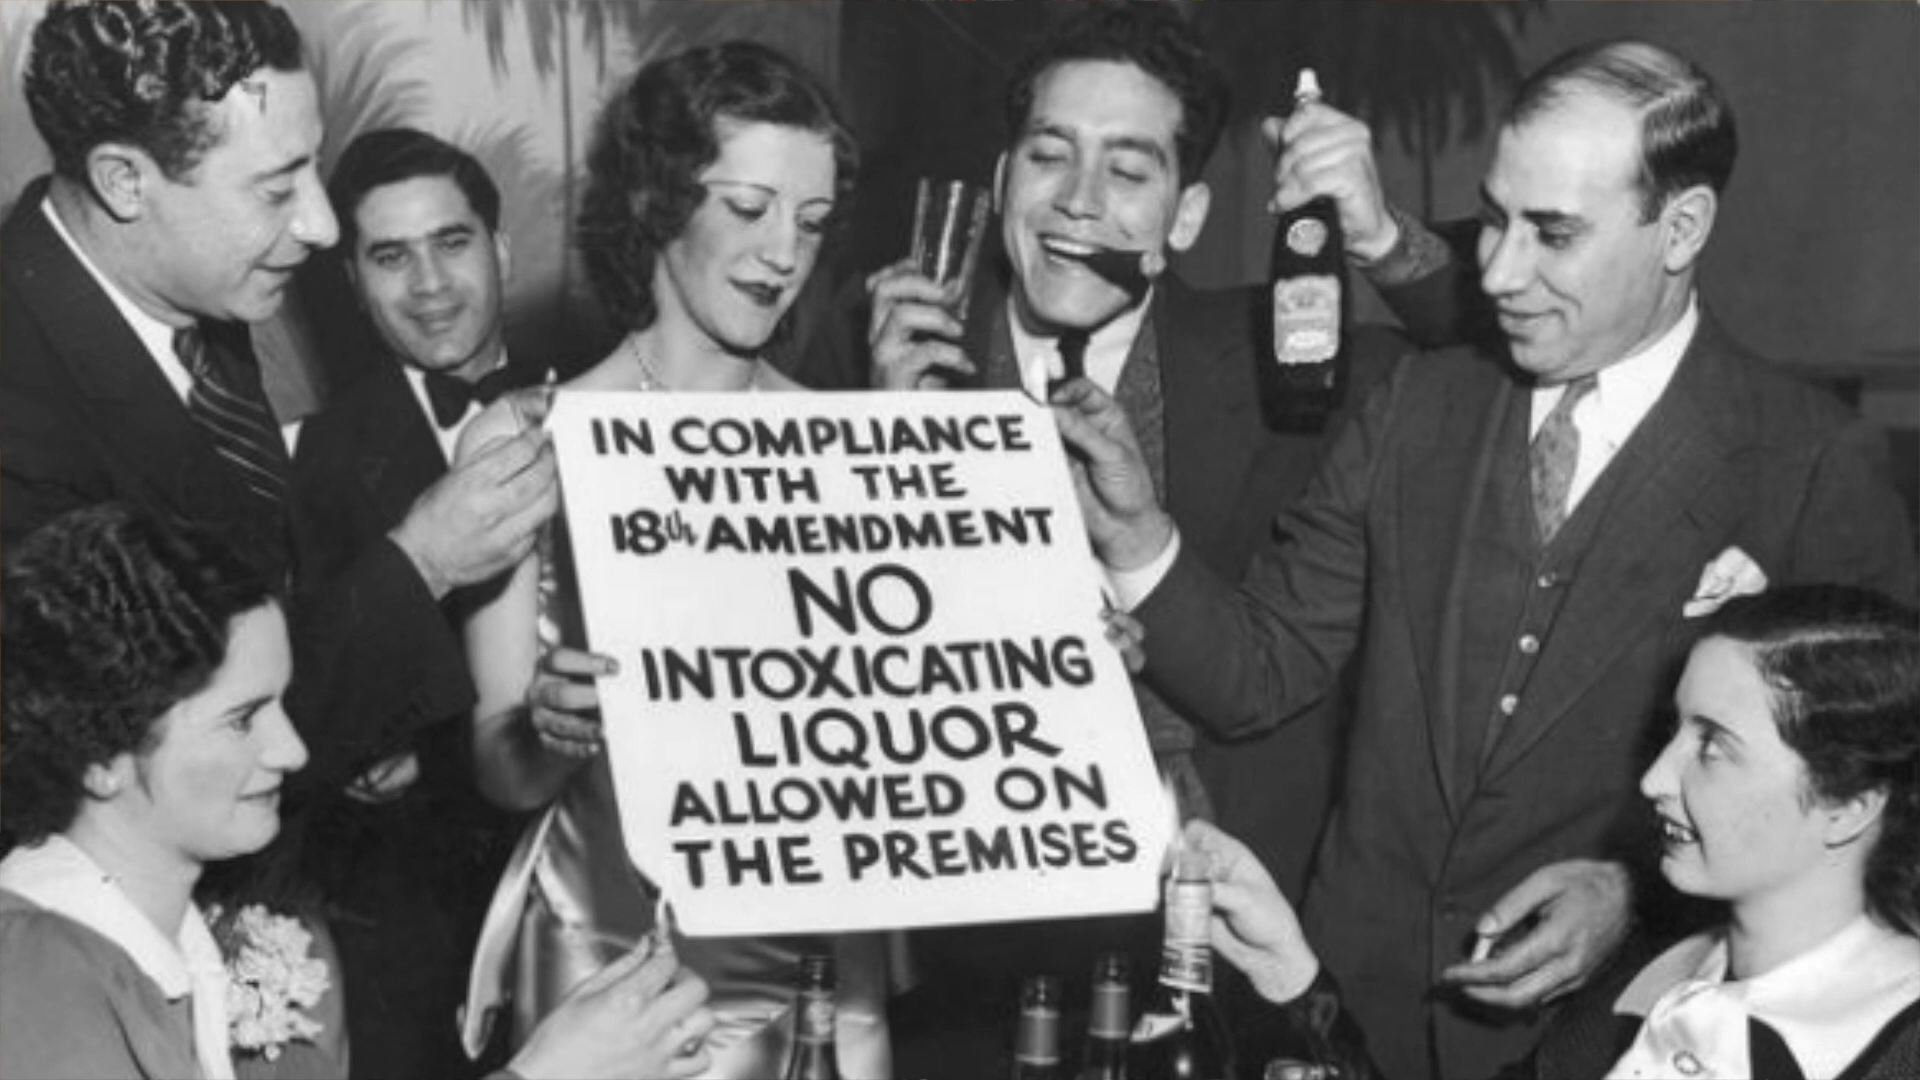 IN COMPLIANCE
WITH THE
18th AMENDMENT
NO
INTOXICATING
LIQUOR
ALLOWED ON
THE PREMISES